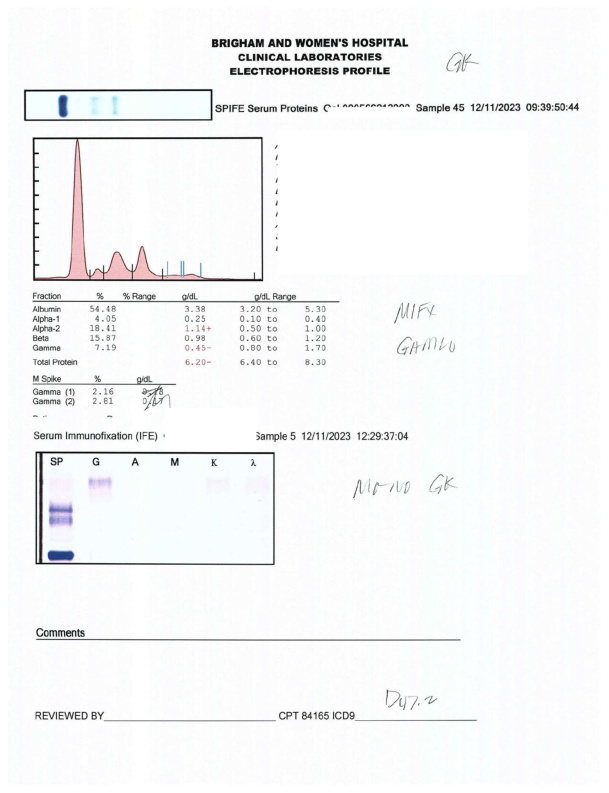 BRIGHAM AND WOMEN'S HOSPITAL
CLINICAL LABORATORIES
ELECTROPHORESIS PROFILE
GK
SPIFE Serum Proteins Sample 45 12/11/2023 09:39:50:44
Fraction % % Range g/dL g/dL Range
Albumin 54.48 3.38 3.20 to 5.30
Alpha-1 4.05 0.25 0.10 to 0.40
Alpha-2 18.41 1.14+ 0.50 to 1.00
Beta 15.87 0.98 0.60 to 1.20
Gamma 7.19 0.45- 0.80 to 1.70
Total Protein 6.20- 6.40 to 8.30
MIFX
GAMLO
M Spike % g/dL
Gamma (1) 2.16
Gamma (2) 2.81
Serum Immunofixation (IFE) Sample 5 12/11/2023 12:29:37:04
SP G A M K λ
MONO GK
Comments
D47.2
REVIEWED BY CPT 84165 ICD9